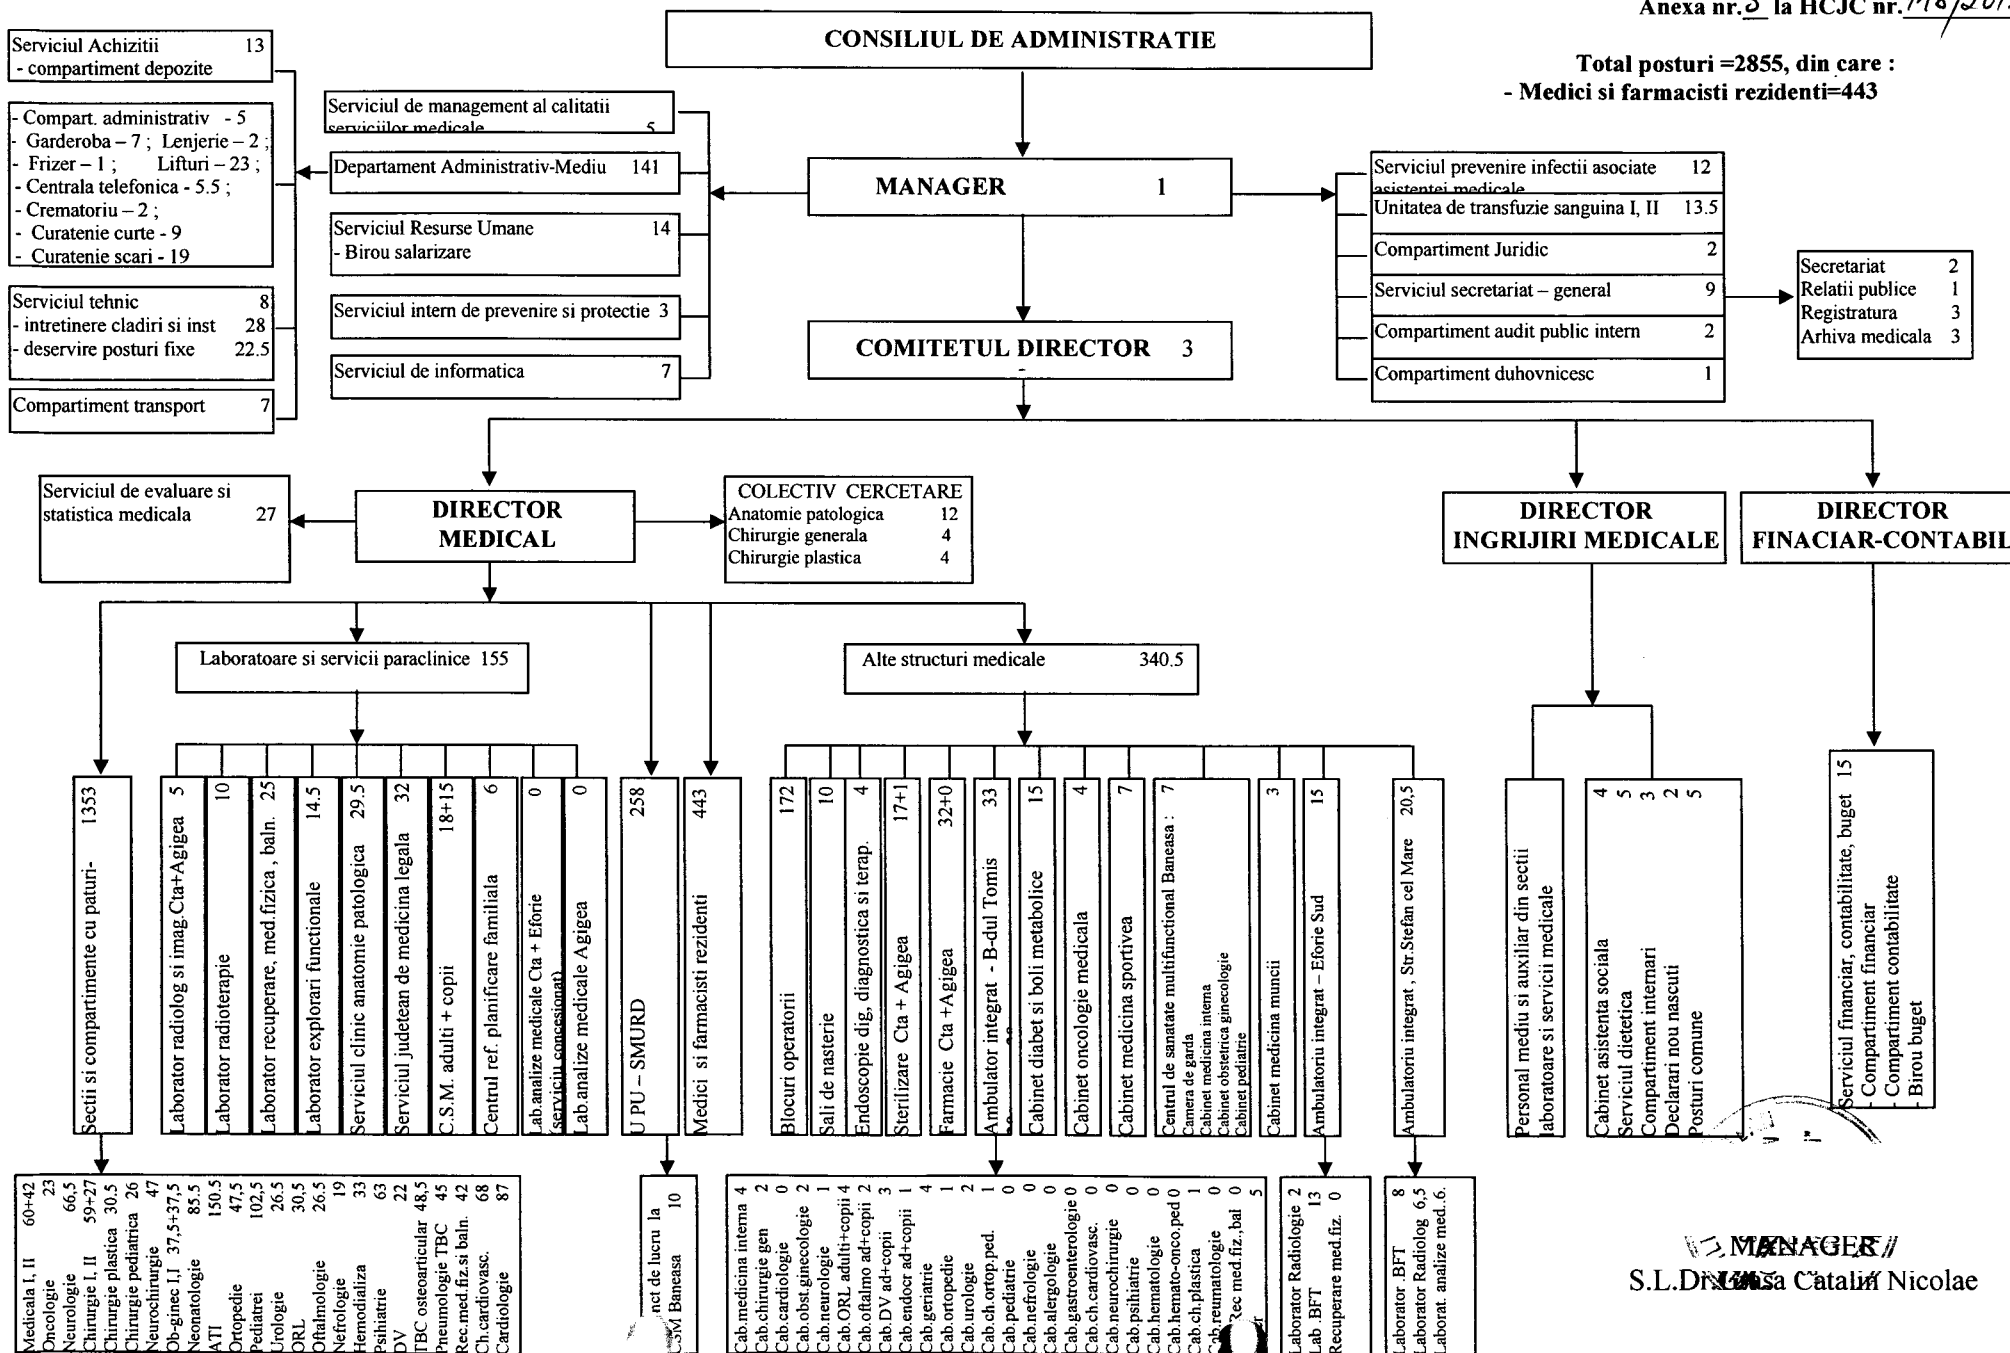 Anexa nr. 3 la HCJC nr.
CONSILIUL DE ADMINISTRATIE
Total posturi =2855, din care :
- Medici si farmacisti rezidenti=443
Serviciul Achizitii 13
- compartiment depozite
- Compart. administrativ - 5
- Garderoba – 7 ; Lenjerie – 2 ;
- Frizer – 1 ; Lifturi – 23 ;
- Centrala telefonica - 5.5 ;
- Crematoriu – 2 ;
- Curatenie curte - 9
- Curatenie scari - 19
Serviciul tehnic 8
- intretinere cladiri si inst 28
- deservire posturi fixe 22.5
Compartiment transport 7
Serviciul de management al calitatii
serviciilor medicale 5
Departament Administrativ-Mediu 141
Serviciul Resurse Umane 14
- Birou salarizare
Serviciul intern de prevenire si protectie 3
Serviciul de informatica 7
MANAGER 1
COMITETUL DIRECTOR 3
Serviciul prevenire infectii asociate 12
asistentei medicale
Unitatea de transfuzie sanguina I, II 13.5
Compartiment Juridic 2
Serviciul secretariat – general 9
Compartiment audit public intern 2
Compartiment duhovnicesc 1
Secretariat 2
Relatii publice 1
Registratura 3
Arhiva medicala 3
Serviciul de evaluare si
statistica medicala 27
DIRECTOR
MEDICAL
COLECTIV CERCETARE
Anatomie patologica 12
Chirurgie generala 4
Chirurgie plastica 4
DIRECTOR
INGRIJIRI MEDICALE
DIRECTOR
FINACIAR-CONTABIL
Laboratoare si servicii paraclinice 155
Alte structuri medicale 340.5
Sectii si compartimente cu paturi- 1353
Laborator radiolog si imag.Cta+Agigea 5
Laborator radioterapie 10
Laborator recuperare, med.fizica , baln. 25
Laborator explorari functionale 14.5
Serviciul clinic anatomie patologica 29.5
Serviciul judetean de medicina legala 32
C.S.M. adulti + copii 18+15
Centrul ref. planificare familiala 6
Lab.analize medicale Cta + Eforie 0
(serviciu concesionat)
Lab.analize medicale Agigea 0
U PU – SMURD 258
Medici si farmacisti rezidenti 443
Blocuri operatorii 172
Sali de nasterie 10
Endoscopie dig, diagnostica si terap. 4
Sterilizare Cta + Agigea 17+1
Farmacie Cta +Agigea 32+0
Ambulator integrat - B-dul Tomis 33
Cabinet diabet si boli metabolice 15
Cabinet oncologie medicala 4
Cabinet medicina sportivea 7
Centrul de sanatate multifunctional Baneasa : 7
Camera de garda
Cabinet medicina interna
Cabinet obstetrica ginecologie
Cabinet pediatrie
Cabinet medicina muncii 3
Ambulatoriu integrat – Eforie Sud 15
Ambulatoriu integrat , Str.Stefan cel Mare 20,5
Personal mediu si auxiliar din sectii
laboratoare si servicii medicale
Cabinet asistenta sociala 4
Serviciul dietetica 5
Compartiment internari 3
Declarari nou nascuti 2
Posturi comune 5
Serviciul financiar, contabilitate, buget 15
- Compartiment financiar
- Compartiment contabilitate
- Birou buget
Medicala I, II 60+42
Oncologie 23
Neurologie 66,5
Chirurgie I, II 59+27
Chirurgie plastica 30.5
Chirurgie pediatrica 26
Neurochirurgie 47
Ob-ginec I,I 37,5+37,5
Neonatologie 85.5
ATI 150.5
Ortopedie 47,5
Pediatrei 102,5
Urologie 26.5
ORL 30,5
Oftalmologie 26.5
Nefrologie 19
Hemodializa 33
Psihiatrie 63
DV 22
TBC osteoarticular 48,5
Pneumologie TBC 45
Rec.med.fiz.si baln. 42
Ch.cardiovasc. 68
Cardiologie 87
nct de lucru la
CSM Baneasa 10
Cab.medicina interna 4
Cab.chirurgie gen 2
Cab.cardiologie 0
Cab.obst.ginecologie 2
Cab.neurologie 1
Cab.ORL adulti+copii 4
Cab.oftalmo ad+copii 2
Cab.DV ad+copii 3
Cab.endocr ad+copii 1
Cab.geriatrie 4
Cab.ortopedie 1
Cab.urologie 2
Cab.ch.ortop.ped. 1
Cab.pediatrie 0
Cab.nefrologie 0
Cab.alergologie 0
Cab.gastroenterologie 0
Cab.ch.cardiovasc. 0
Cab.neurochirurgie 0
Cab.psihiatrie 0
Cab.hematologie 0
Cab.hemato-onco.ped 0
Cab.ch.plastica 1
Cab.reumatologie 0
Rec med.fiz.,bal 0
5
Laborator Radiologie 2
Lab .BFT 13
Recuperare med.fiz. 0
Laborator .BFT 8
Laborator Radiolog 6,5
Laborat. analize med..6.
MANAGER
S.L.Dr. Catalin Nicolae